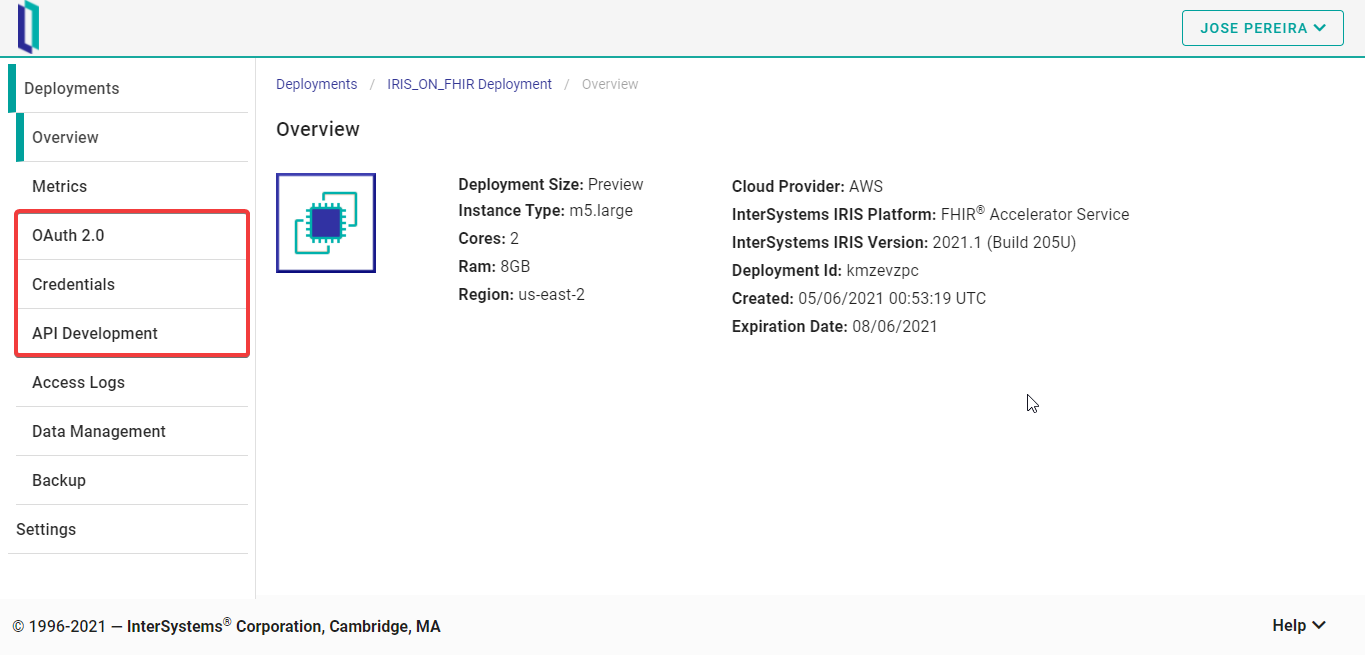 JOSE PEREIRA
Deployments
Overview
Metrics
OAuth 2.0
Credentials
API Development
Access Logs
Data Management
Backup
Settings
Deployments / IRIS_ON_FHIR Deployment / Overview
Overview
Deployment Size: Preview
Instance Type: m5.large
Cores: 2
Ram: 8GB
Region: us-east-2
Cloud Provider: AWS
InterSystems IRIS Platform: FHIR® Accelerator Service
InterSystems IRIS Version: 2021.1 (Build 205U)
Deployment Id: kmzevzpc
Created: 05/06/2021 00:53:19 UTC
Expiration Date: 08/06/2021
© 1996-2021 — InterSystems® Corporation, Cambridge, MA
Help